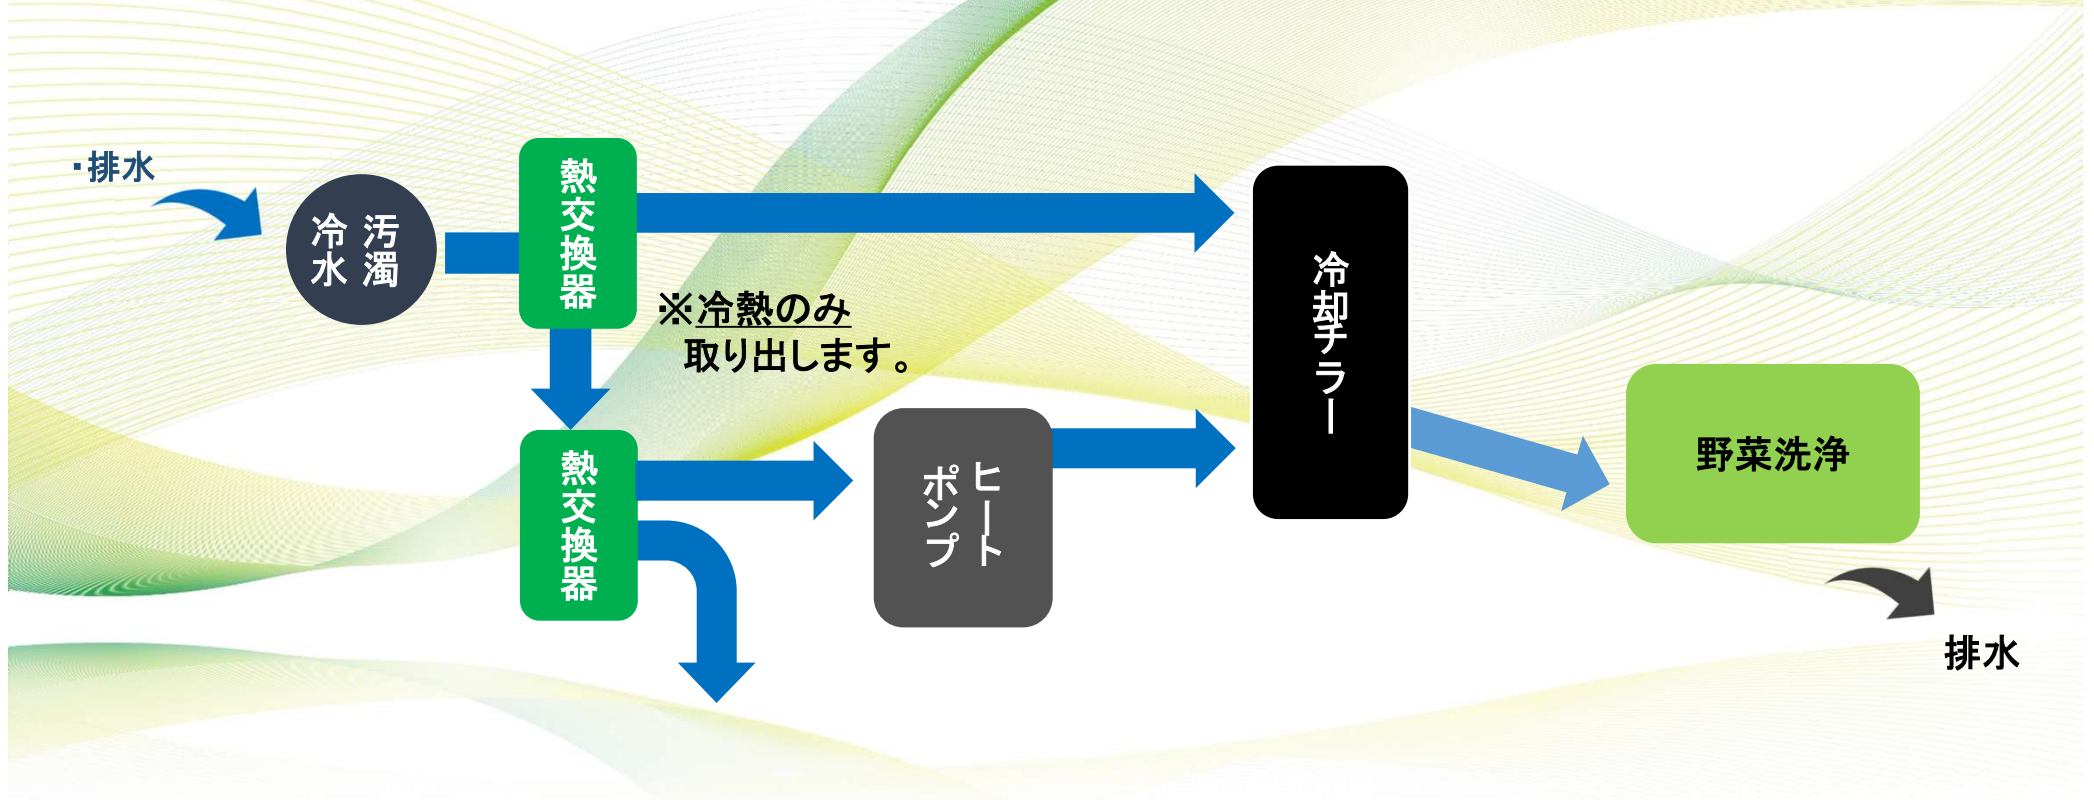 ・排水
汚濁
冷水
熱交換器
※冷熱のみ
取り出します。
熱交換器
ヒート
ポンプ
冷却チラー
野菜洗浄
排水